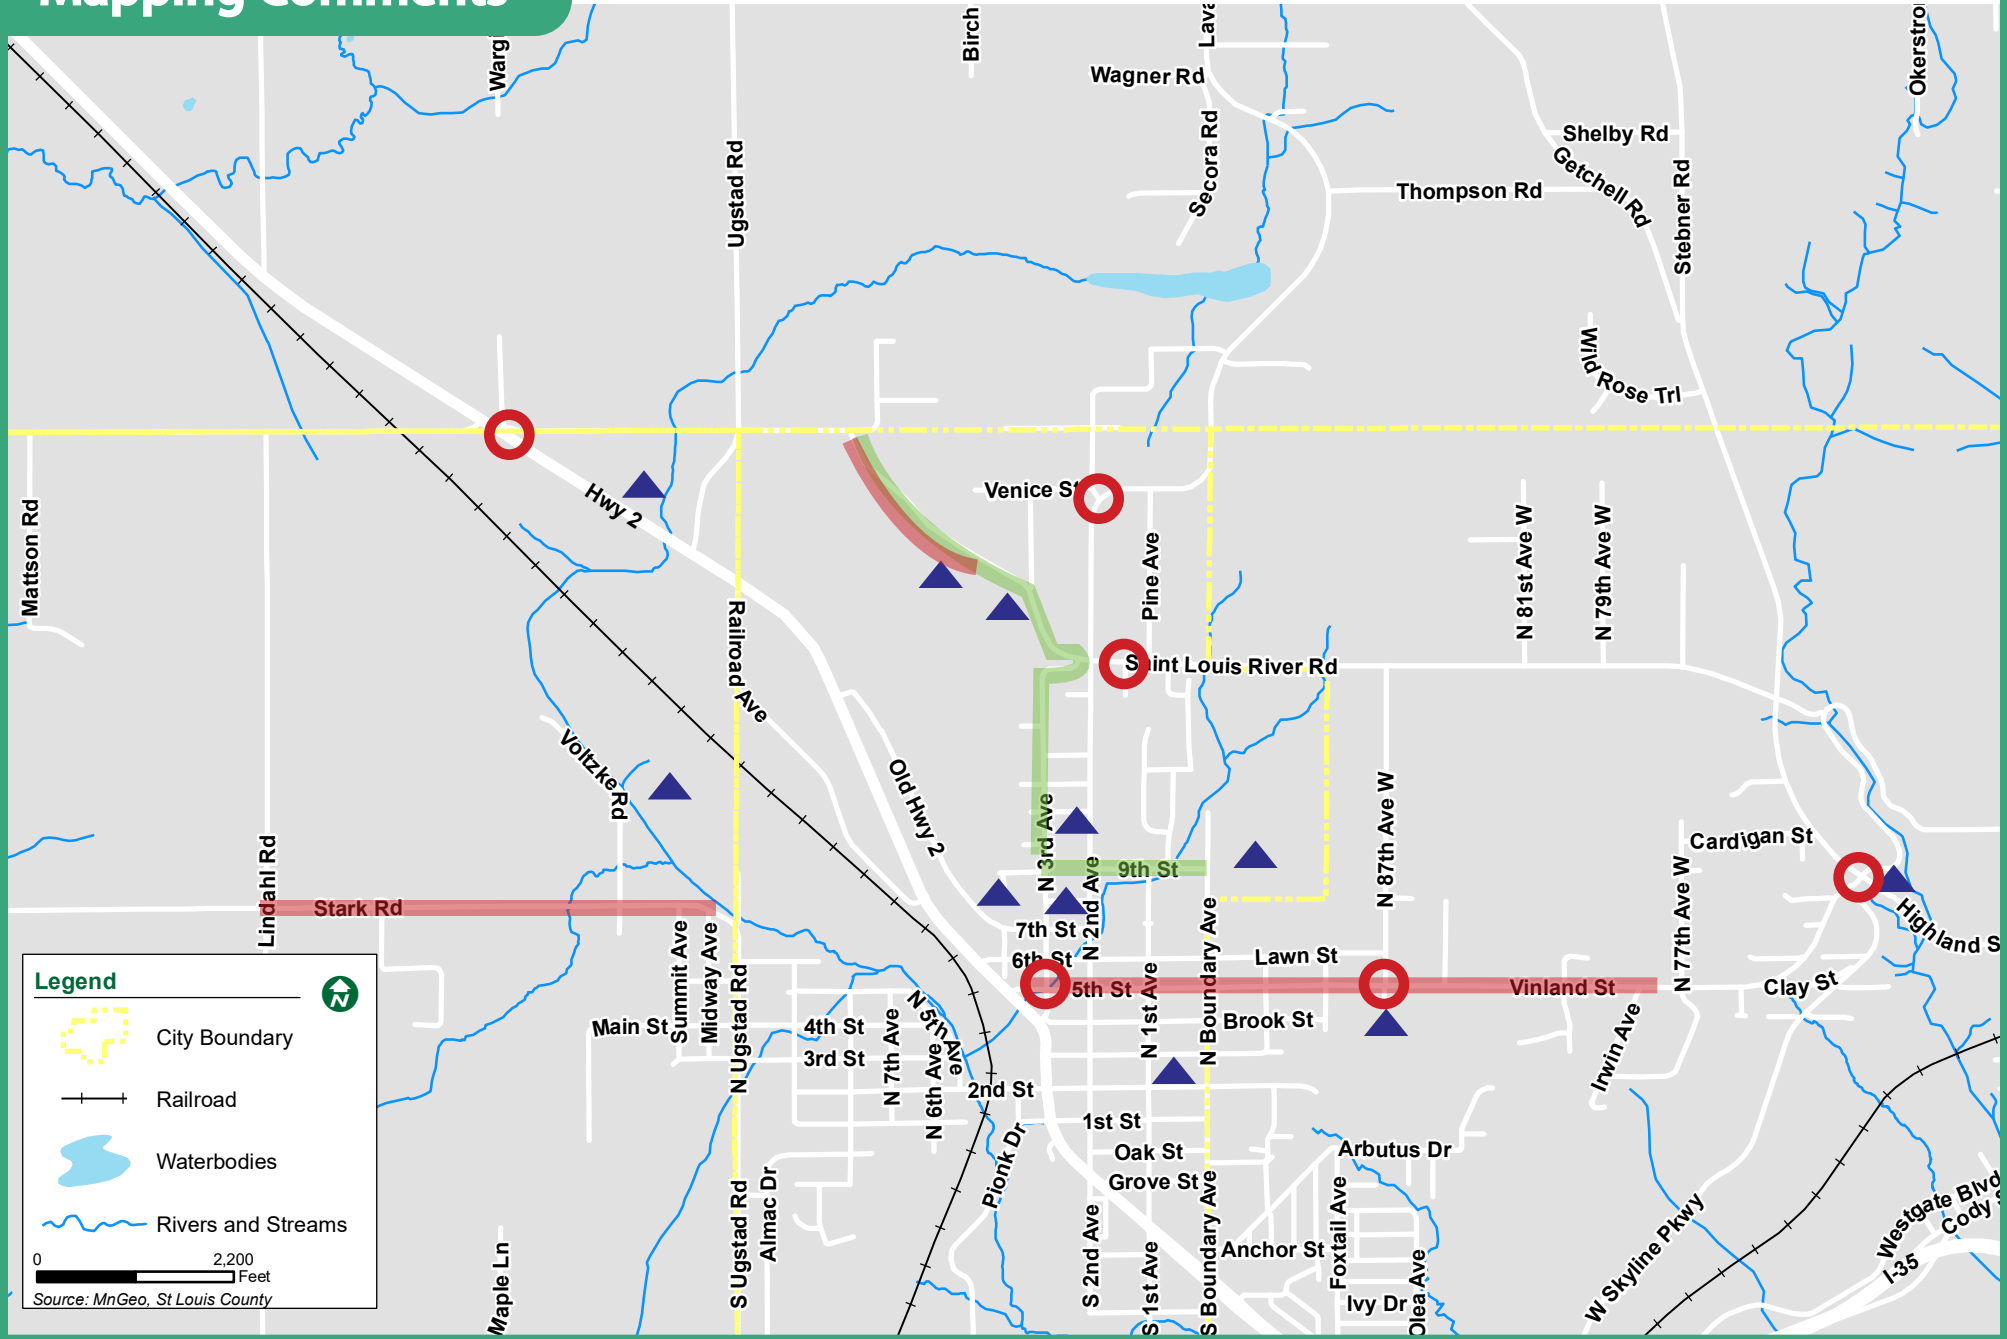 Mapping Comments
Birch
Wagner Rd
Secora Rd
Shelby Rd
Getchell Rd
Thompson Rd
Stebner Rd
Ugstad Rd
Wild Rose Trl
Mattson Rd
Hwy 2
Venice St
Pine Ave
N 81st Ave W
N 79th Ave W
Railroad Ave
Saint Louis River Rd
Voltzke Rd
Old Hwy 2
N 3rd Ave
N 2nd Ave
9th St
N 87th Ave W
Cardigan St
N 77th Ave W
Highland S
Lindahl Rd
Stark Rd
Summit Ave
Midway Ave
7th St
6th St
5th St
Lawn St
Vinland St
Clay St
N Boundary Ave
N 1st Ave
Brook St
Main St
4th St
3rd St
N Ugstad Rd
N 7th Ave
N 5th Ave
N 6th Ave
2nd St
Irwin Ave
1st St
Oak St
Grove St
Pionk Dr
Arbutus Dr
Foxtail Ave
Almac Dr
S Ugstad Rd
Maple Ln
S 2nd Ave
S 1st Ave
S Boundary Ave
Anchor St
Ivy Dr
Olea Ave
W Skyline Pkwy
Westgate Blvd
Cody
I-35
Legend
N
City Boundary
Railroad
Waterbodies
Rivers and Streams
0 2,200
Feet
Source: MnGeo, St Louis County